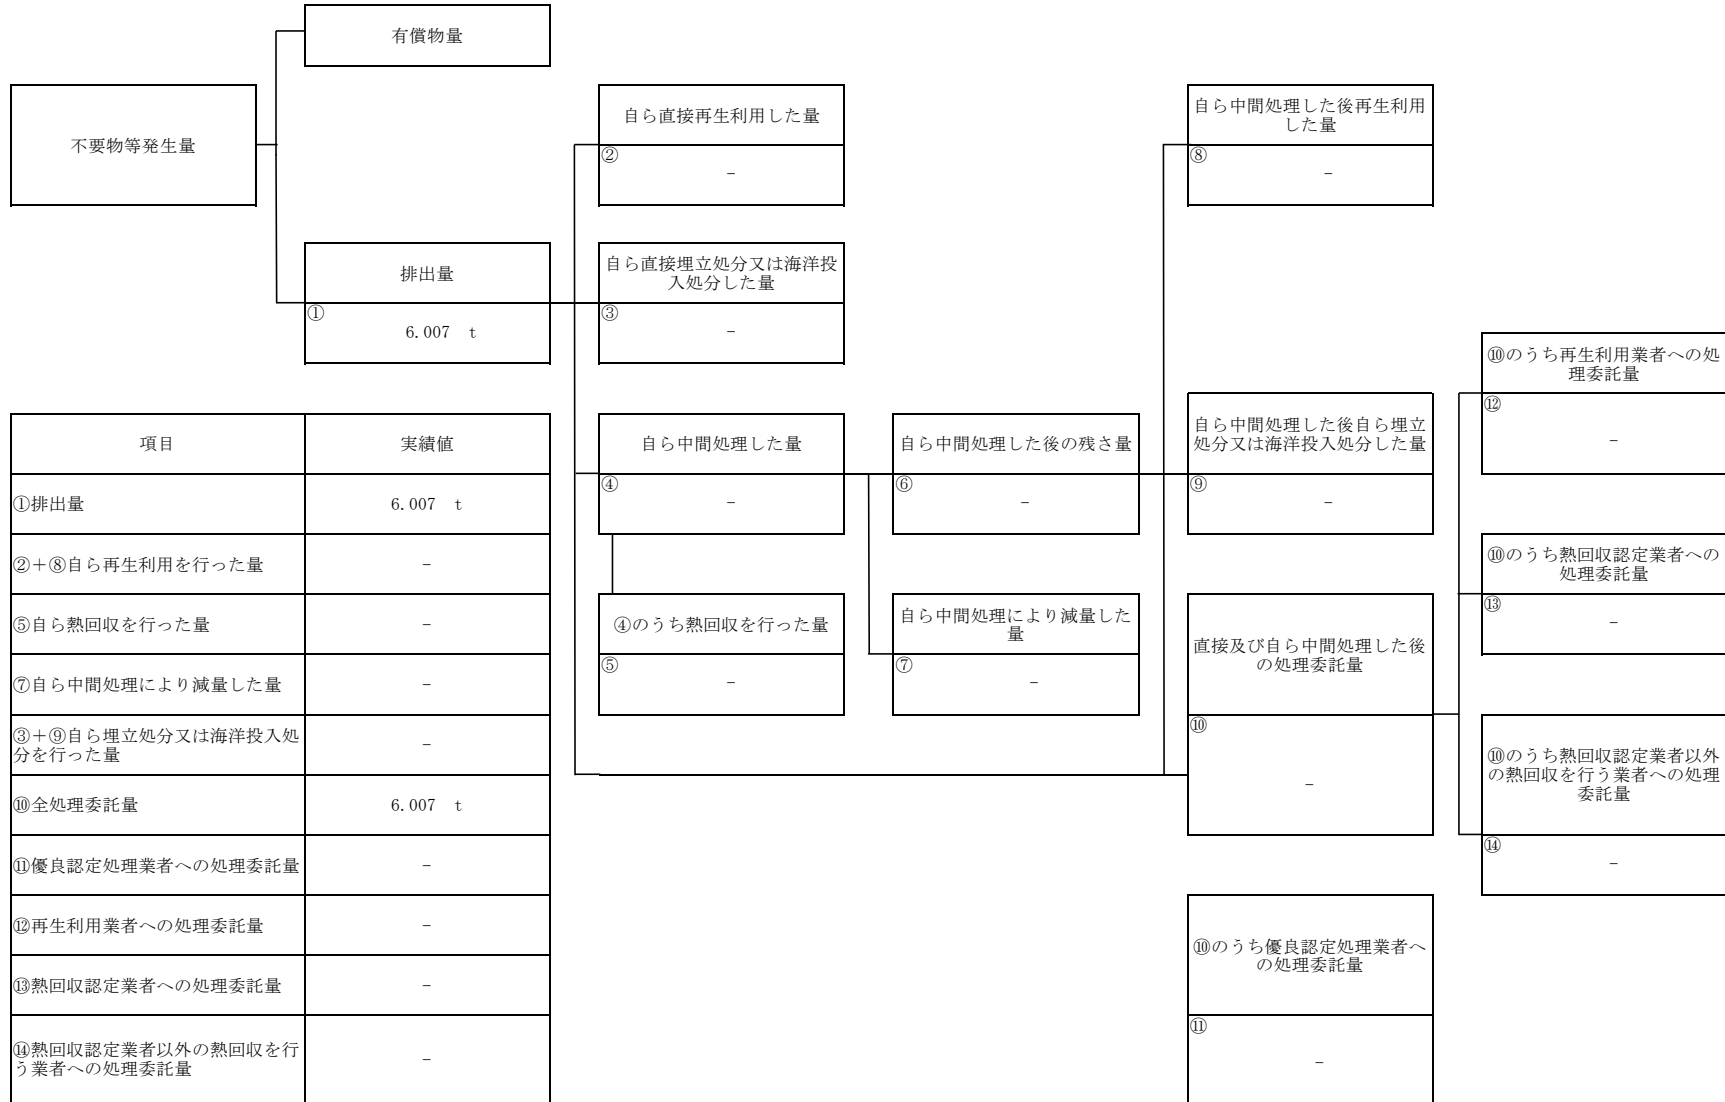 有償物量
不要物等発生量
自ら直接再生利用した量
②
－
自ら中間処理した後再生利用
した量
⑧
－
排出量
①
6.007　t
自ら直接埋立処分又は海洋投
入処分した量
③
－
⑩のうち再生利用業者への処
理委託量
⑫
－
自ら中間処理した量
④
－
自ら中間処理した後の残さ量
⑥
－
自ら中間処理した後自ら埋立
処分又は海洋投入処分した量
⑨
－
⑩のうち熱回収認定業者への
処理委託量
⑬
－
④のうち熱回収を行った量
⑤
－
自ら中間処理により減量した
量
⑦
－
直接及び自ら中間処理した後
の処理委託量
⑩
－
⑩のうち熱回収認定業者以外
の熱回収を行う業者への処理
委託量
⑭
－
⑩のうち優良認定処理業者へ
の処理委託量
⑪
－
項目　実績値
①排出量　6.007　t
②＋⑧自ら再生利用を行った量　－
⑤自ら熱回収を行った量　－
⑦自ら中間処理により減量した量　－
③＋⑨自ら埋立処分又は海洋投入処
分を行った量　－
⑩全処理委託量　6.007　t
⑪優良認定処理業者への処理委託量　－
⑫再生利用業者への処理委託量　－
⑬熱回収認定業者への処理委託量　－
⑭熱回収認定業者以外の熱回収を行
う業者への処理委託量　－